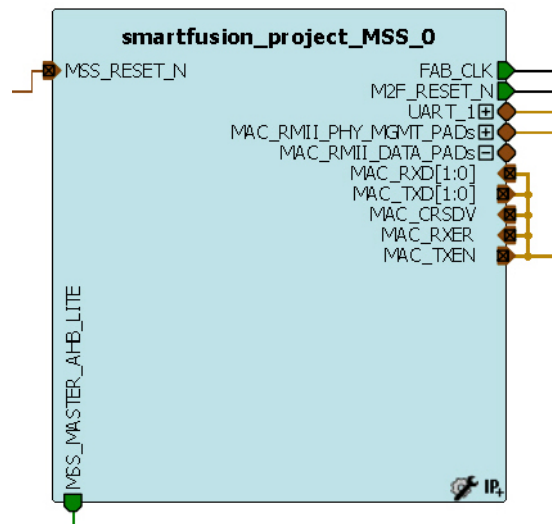 smartfusion_project_MSS_0
MSS_RESET_N
FAB_CLK
M2F_RESET_N
UART_1
MAC_RMII_PHY_MGMT_PADs
MAC_RMII_DATA_PADs
MAC_RXD[1:0]
MAC_TXD[1:0]
MAC_CRSDV
MAC_RXER
MAC_TXEN
MSS_MASTER_AHB_LITE
IP+